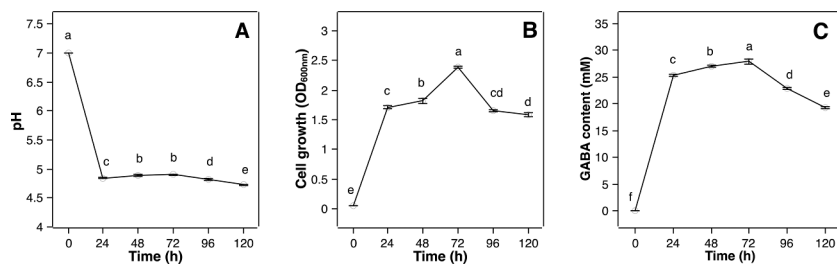 A
pH
7.5
7
6.5
6
5.5
5
4.5
4
a
c
b
b
d
e
0 24 48 72 96 120
Time (h)
B
Cell growth (OD600nm)
3
2.5
2
1.5
1
0.5
0
e
c
b
a
cd
d
0 24 48 72 96 120
Time (h)
C
GABA content (mM)
35
30
25
20
15
10
5
0
f
c
b
a
d
e
0 24 48 72 96 120
Time (h)